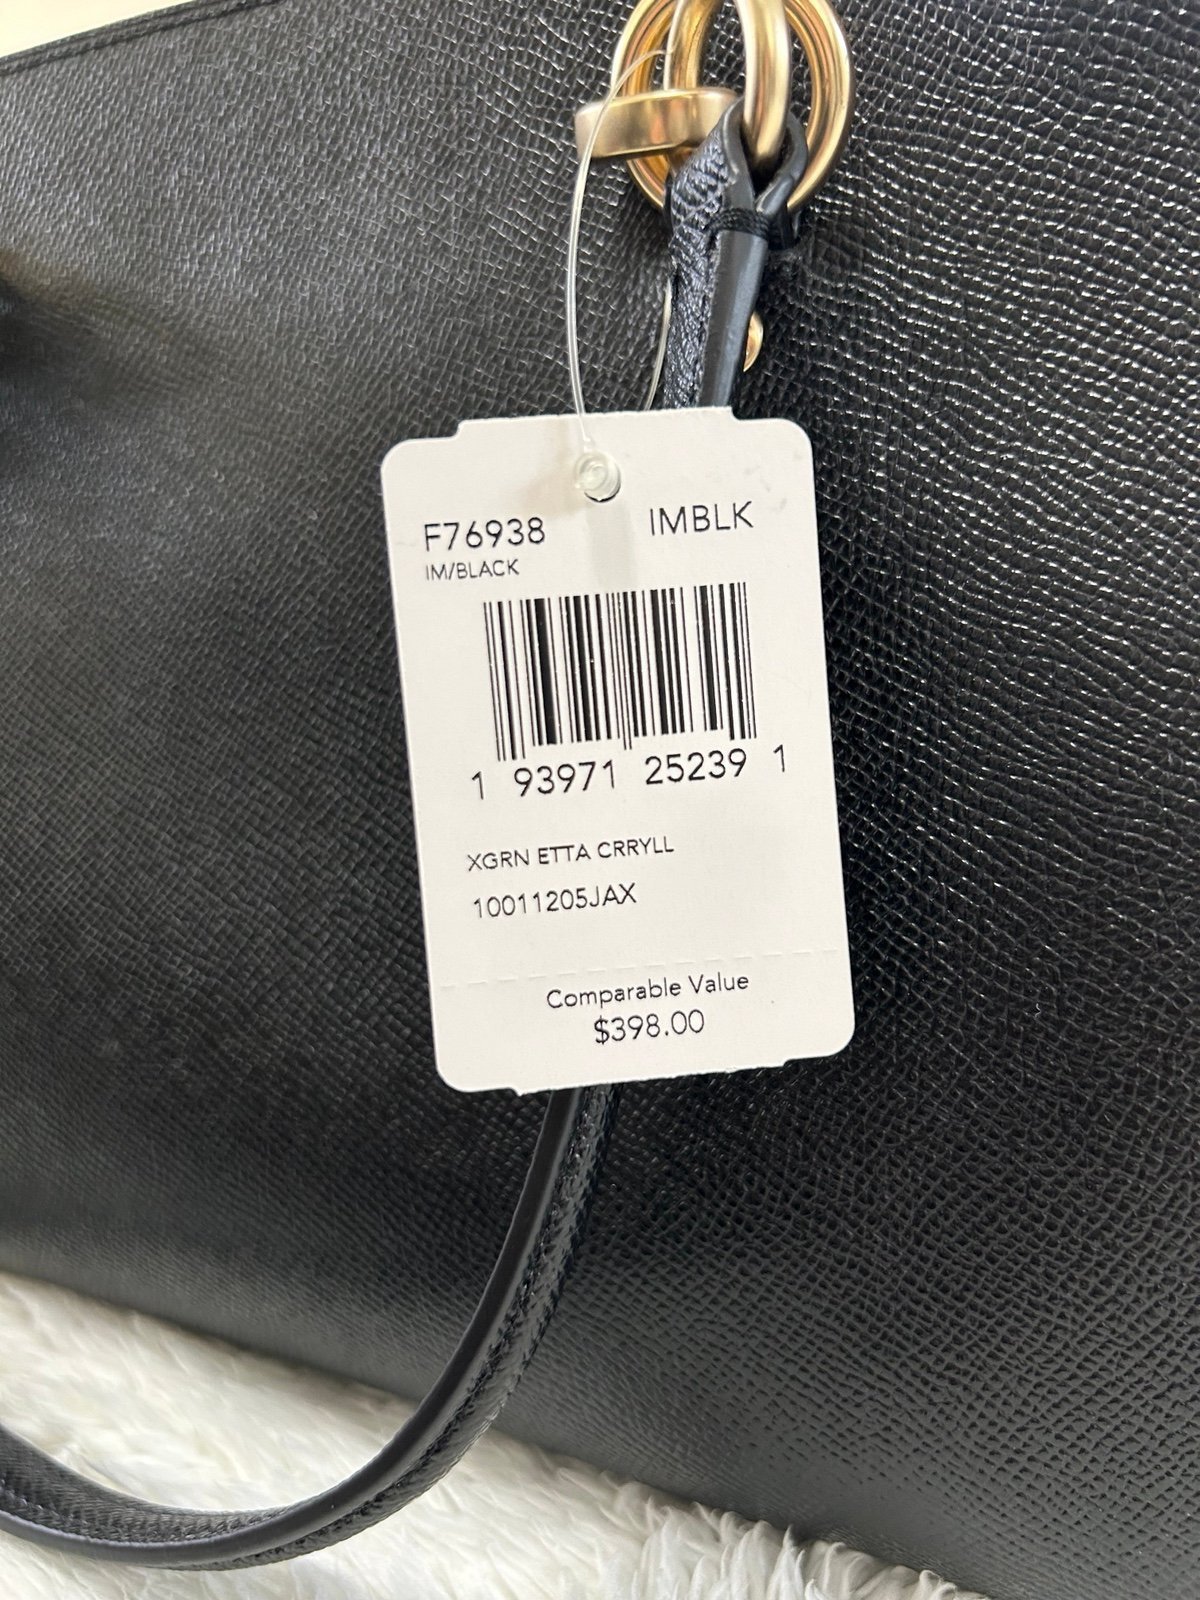 F76938 IMBLK
IM/BLACK
1 93971 25239 1
XGRN ETTA CRRYLL
10011205JAX
Comparable Value
$398.00